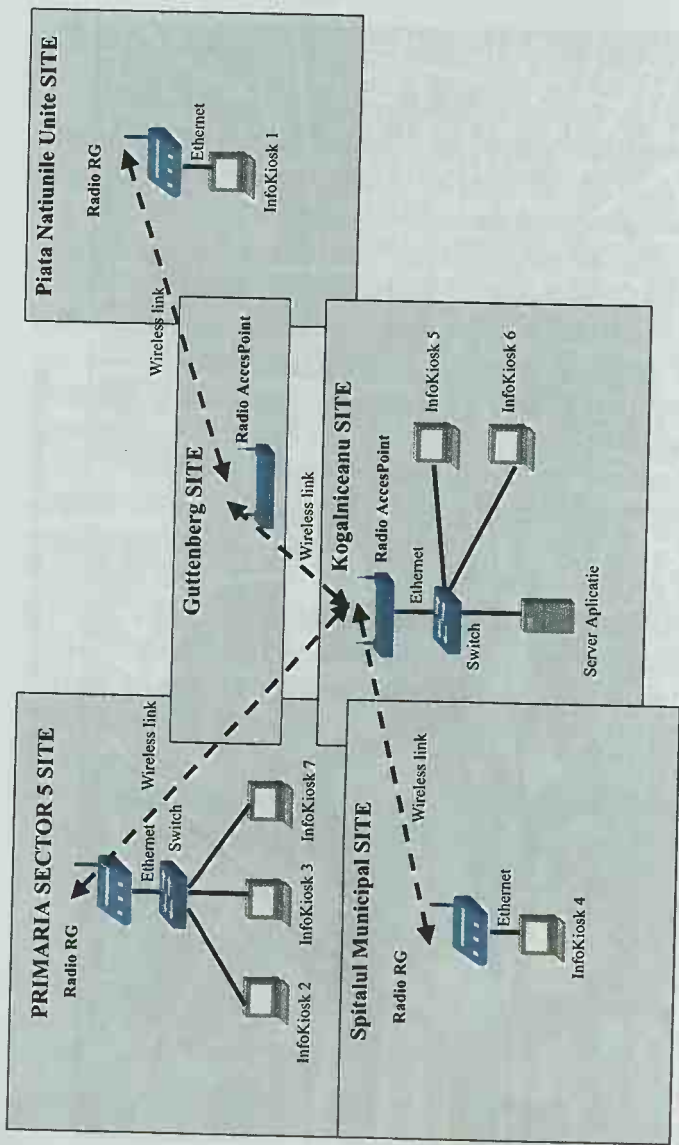 PRIMARIA SECTOR 5 SITE
Radio RG
Ethernet
Switch
InfoKiosk 2
InfoKiosk 3
InfoKiosk 7
Wireless link
Guttenberg SITE
Radio AccesPoint
Wireless link
Wireless link
Piata Natiunile Unite SITE
Radio RG
Ethernet
InfoKiosk 1
Spitalul Municipal SITE
Radio RG
Ethernet
InfoKiosk 4
Wireless link
Kogalniceanu SITE
Radio AccesPoint
Ethernet
Switch
Server Aplicatie
InfoKiosk 5
InfoKiosk 6